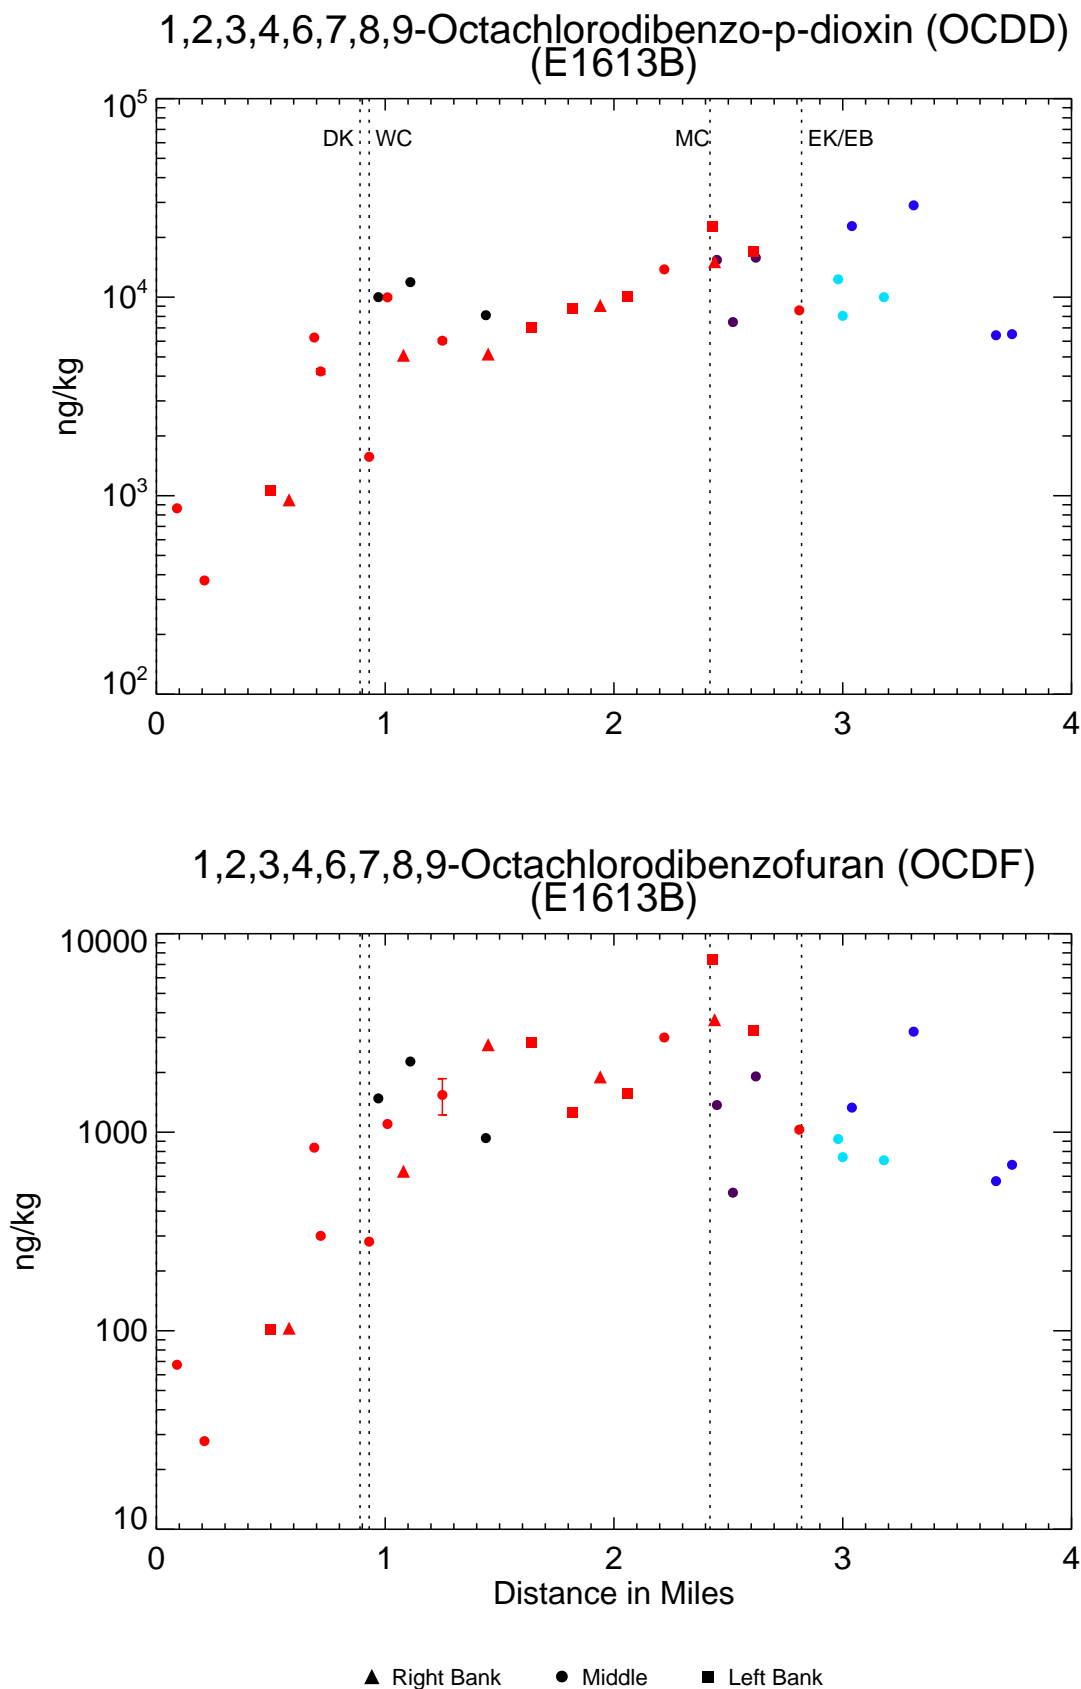 1,2,3,4,6,7,8,9-Octachlorodibenzo-p-dioxin (OCDD)
(E1613B)
10^5
DK WC MC EK/EB
10^4
ng/kg
10^3
10^2
0 1 2 3 4
1,2,3,4,6,7,8,9-Octachlorodibenzofuran (OCDF)
(E1613B)
10000
1000
ng/kg
100
10
0 1 2 3 4
Distance in Miles
Right Bank Middle Left Bank